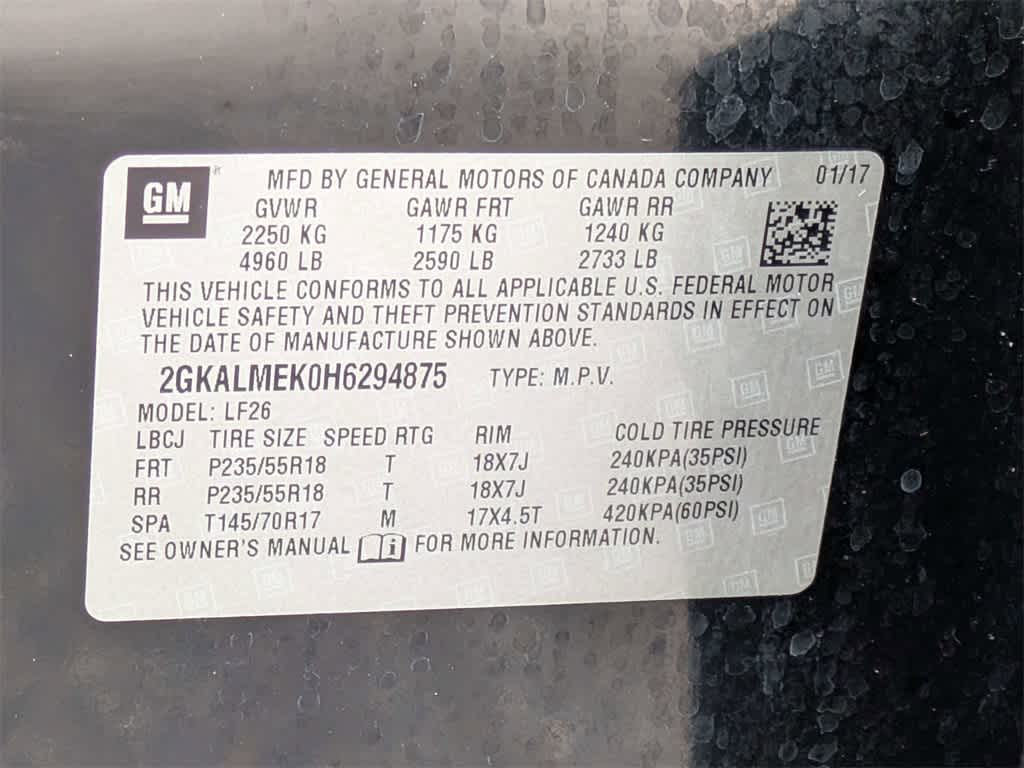 GM MFD BY GENERAL MOTORS OF CANADA COMPANY 01/17
GVWR GAWR FRT GAWR RR
2250 KG 1175 KG 1240 KG
4960 LB 2590 LB 2733 LB
THIS VEHICLE CONFORMS TO ALL APPLICABLE U.S. FEDERAL MOTOR
VEHICLE SAFETY AND THEFT PREVENTION STANDARDS IN EFFECT ON
THE DATE OF MANUFACTURE SHOWN ABOVE.
2GKALMEK0H6294875 TYPE: M.P.V.
MODEL: LF26
LBCJ TIRE SIZE SPEED RTG RIM COLD TIRE PRESSURE
FRT P235/55R18 T 18X7J 240KPA(35PSI)
RR P235/55R18 T 18X7J 240KPA(35PSI)
SPA T145/70R17 M 17X4.5T 420KPA(60PSI)
SEE OWNER'S MANUAL FOR MORE INFORMATION.